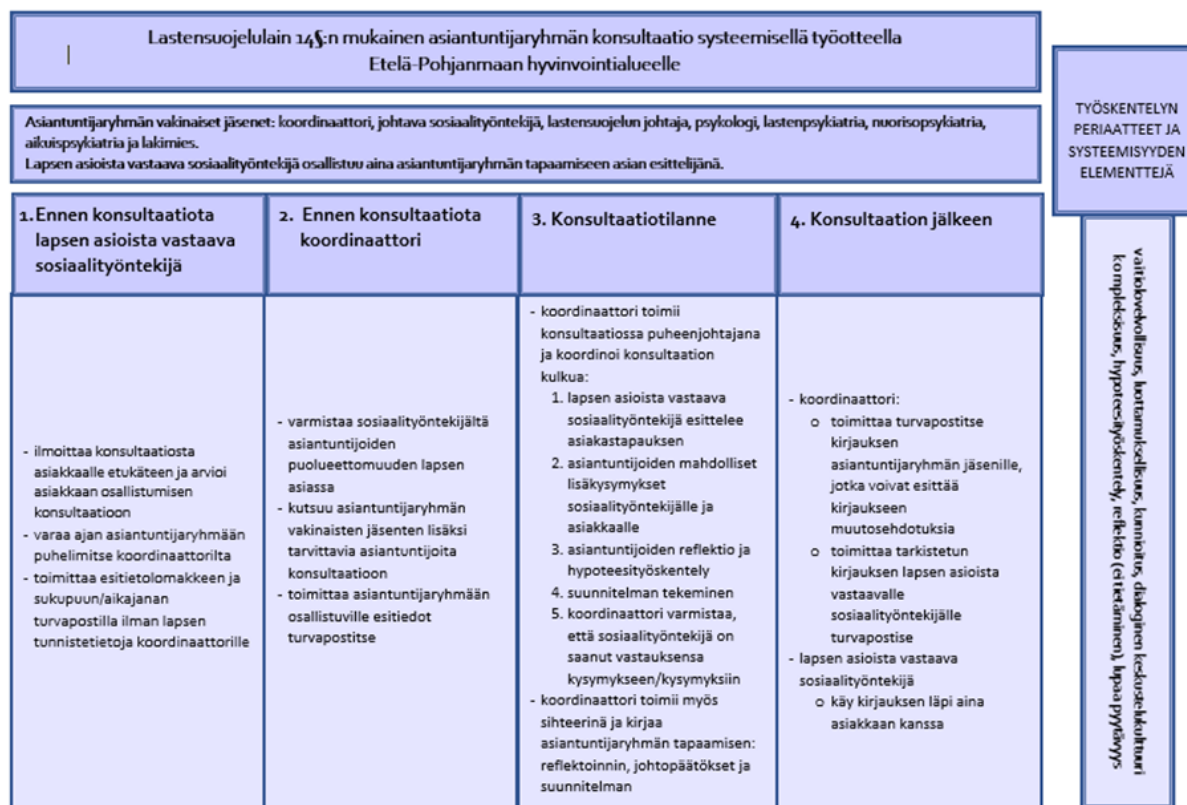 Lastensuojelulain 14§:n mukainen asiantuntijaryhmän konsultaatio systeemisellä työotteella
Etelä-Pohjanmaan hyvinvointialueelle
Asiantuntijaryhmän vakinaiset jäsenet: koordinaattori, johtava sosiaalityöntekijä, lastensuojelun johtaja, psykologi, lastenpsykiatria, nuorisopsykiatria,
aikuispsykiatria ja lakimies.
Lapsen asioista vastaava sosiaalityöntekijä osallistuu aina asiantuntijaryhmän tapaamiseen asian esittelijänä.
1. Ennen konsultaatiota
lapsen asioista vastaava
sosiaalityöntekijä
- ilmoittaa konsultaatiosta
asiakkaalle etukäteen ja arvioi
asiakkaan osallistumisen
konsultaatioon
- varaa ajan asiantuntijaryhmään
puhelimitse koordinaattorilta
- toimittaa esitietolomakkeen ja
sukupuun/aikajanan
turvapostilla ilman lapsen
tunnistetietoja koordinaattorille
2. Ennen konsultaatiota
koordinaattori
- varmistaa sosiaalityöntekijältä
asiantuntijoiden
puolueettomuuden lapsen
asiassa
- kutsuu asiantuntijaryhmän
vakinaisten jäsenten lisäksi
tarvittavia asiantuntijoita
konsultaatioon
- toimittaa asiantuntijaryhmään
osallistuville esitiedot
turvapostitse
3. Konsultaatiotilanne
- koordinaattori toimii
konsultaatiossa puheenjohtajana
ja koordinoi konsultaation
kulkua:
1. lapsen asioista vastaava
sosiaalityöntekijä esittelee
asiakastapauksen
2. asiantuntijoiden mahdolliset
lisäkysymykset
sosiaalityöntekijälle ja
asiakkaalle
3. asiantuntijoiden reflektio ja
hypoteesityöskentely
4. suunnitelman tekeminen
5. koordinaattori varmistaa,
että sosiaalityöntekijä on
saanut vastauksensa
kysymykseen/kysymyksiin
- koordinaattori toimii myös
sihteerinä ja kirjaa
asiantuntijaryhmän tapaamisen:
reflektoinnin, johtopäätökset ja
suunnitelman
4. Konsultaation jälkeen
- koordinaattori:
o toimittaa turvapostitse
kirjauksen
asiantuntijaryhmän jäsenille,
jotka voivat esittää
kirjaukseen
muutosehdotuksia
o toimittaa tarkistetun
kirjauksen lapsen asioista
vastaavalle
sosiaalityöntekijälle
turvapostise
- lapsen asioista vastaava
sosiaalityöntekijä
o käy kirjauksen läpi aina
asiakkaan kanssa
TYÖSKENTELYN
PERIAATTEET JA
SYSTEEMISYYDEN
ELEMENTTEJÄ
vaitiolovelvollisuus, luottamuksellisuus, kunnioitus, dialoginen keskustelukulttuuri
kompleksisuus, hypoteesityöskentely, reflektio (ei tietäminen), lupaa pyytävyys